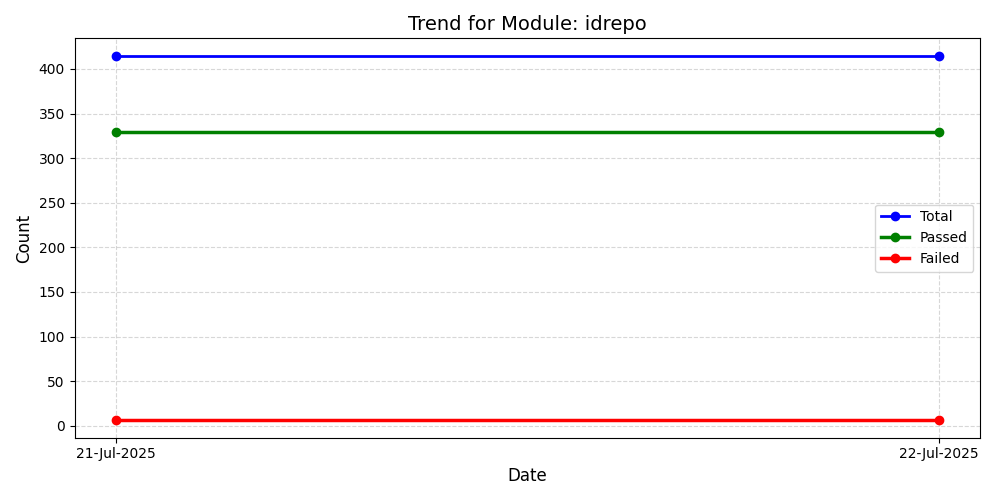 Trend for Module: idrepo
400
350
300
250
200
150
100
50
0
Count
Total
Passed
Failed
21-Jul-2025
22-Jul-2025
Date